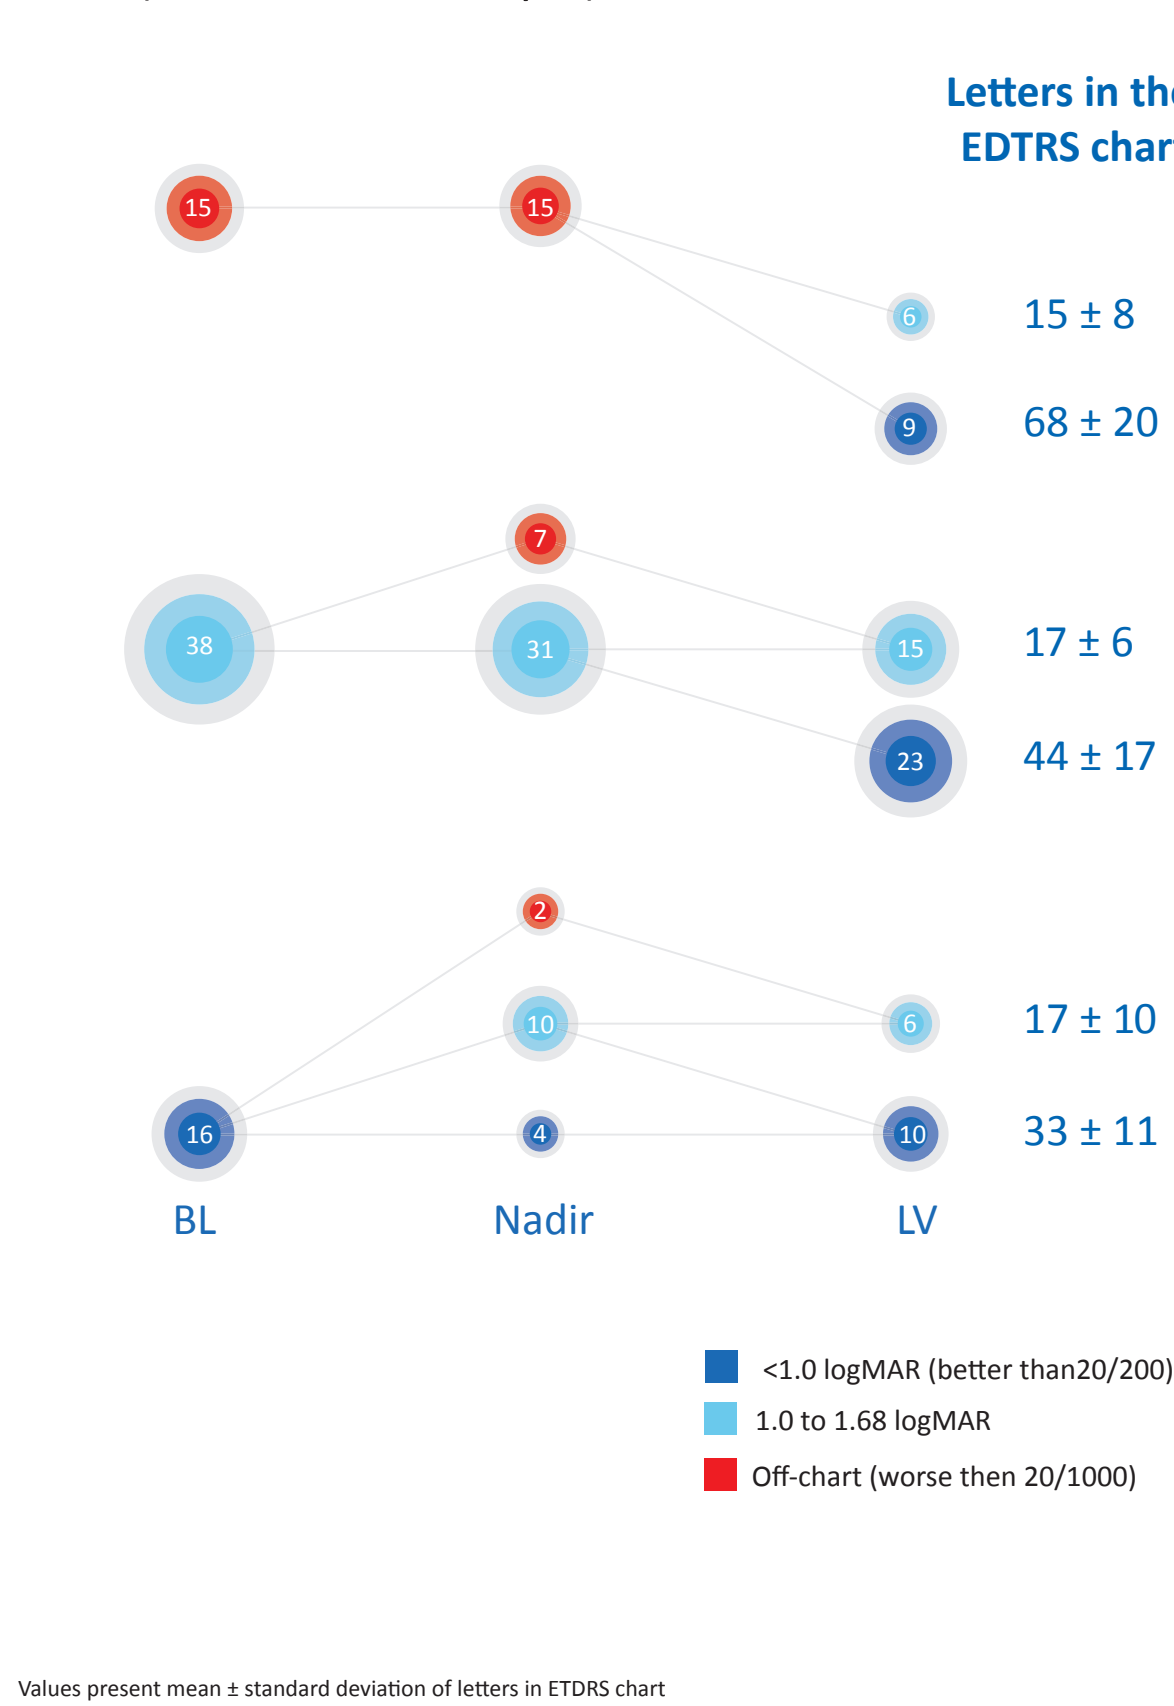 Letters in the
EDTRS chart
15 15
6 15 ± 8
9 68 ± 20
7
38 31 15 17 ± 6
23 44 ± 17
2
10 6 17 ± 10
16 4 10 33 ± 11
BL Nadir LV
<1.0 logMAR (better than20/200)
1.0 to 1.68 logMAR
Off-chart (worse then 20/1000)
Values present mean ± standard deviation of letters in ETDRS chart